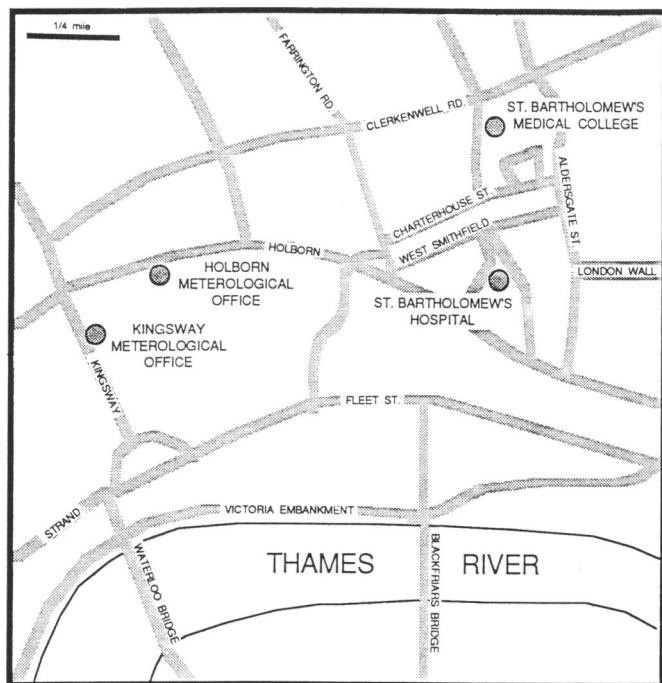 1/4 mile
FARRINGTON RD.
CLERKENWELL RD.
ST. BARTHOLOMEW'S
MEDICAL COLLEGE
ALDERSGATE ST.
CHARTERHOUSE ST.
WEST SMITHFIELD
HOLBORN
HOLBORN
METEROLOGICAL
OFFICE
LONDON WALL
ST. BARTHOLOMEW'S
HOSPITAL
KINGSWAY
METEROLOGICAL
OFFICE
KINGSWAY
FLEET ST.
STRAND
VICTORIA EMBANKMENT
WATERLOO BRIDGE
BLACKFRIARS BRIDGE
THAMES RIVER